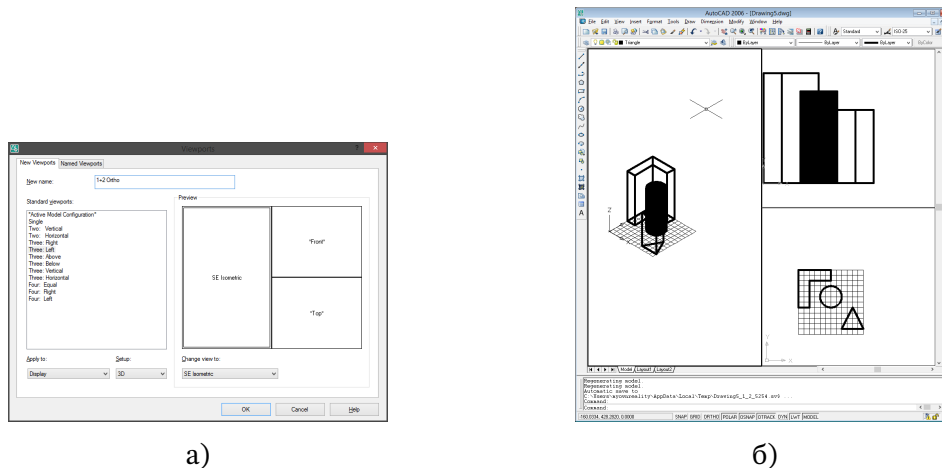 Viewports
New Viewports Named Viewports
New name: 1+2 Ortho
Standard viewports:
*Active Model Configuration*
Single
Two: Vertical
Two: Horizontal
Three: Right
Three: Left
Three: Above
Three: Below
Three: Vertical
Three: Horizontal
Four: Equal
Four: Right
Four: Left
Preview
SE Isometric
*Front*
*Top*
Apply to:
Display
Setup:
3D
Change view to:
SE Isometric
OK Cancel Help
а)
AutoCAD 2006 - [Drawing5.dwg]
File Edit View Insert Format Tools Draw Dimension Modify Window Help
Standard ISO-25
Triangle ByLayer ByLayer ByLayer ByColor
Z
Y
X
Model Layout1 Layout2
Regenerating model.
Regenerating model.
Automatic save to
Command:
Command:
SNAP GRID ORTHO POLAR OSNAP OTRACK DYN LWT MODEL
б)